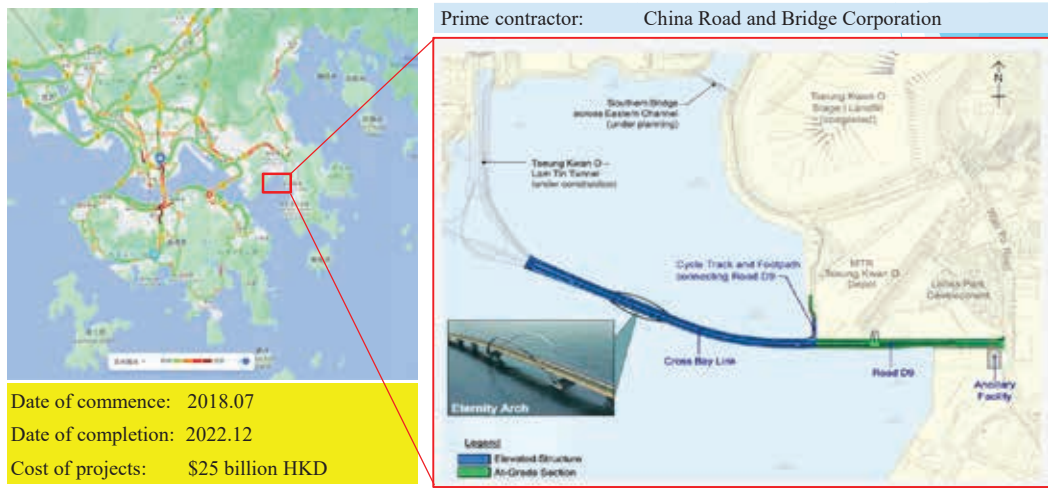 Prime contractor: China Road and Bridge Corporation
N
Southern Bridge
across Eastern Channel
(under planning)
Tseung Kwan O
Stage I Landfill
(completed)
Tseung Kwan O –
Lam Tin Tunnel
(under construction)
Wan Po Road
Cycle Track and Footpath
connecting Road D9
MTR
Tseung Kwan O
Depot
Lohas Park
Development
Cross Bay Link
Road D9
Ancillary
Facility
Eternity Arch
Legend
Elevated Structure
At-Grade Section
Date of commence: 2018.07
Date of completion: 2022.12
Cost of projects: $25 billion HKD